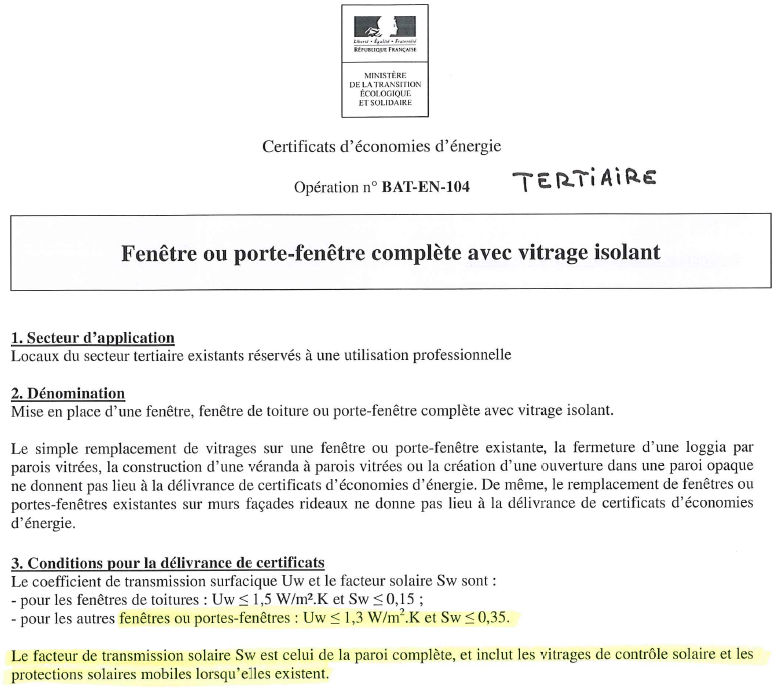 Liberté • Égalité • Fraternité
RÉPUBLIQUE FRANÇAISE
MINISTÈRE
DE LA TRANSITION
ÉCOLOGIQUE
ET SOLIDAIRE
Certificats d'économies d'énergie
Opération n° BAT-EN-104 TERTIAIRE
Fenêtre ou porte-fenêtre complète avec vitrage isolant
1. Secteur d'application
Locaux du secteur tertiaire existants réservés à une utilisation professionnelle
2. Dénomination
Mise en place d'une fenêtre, fenêtre de toiture ou porte-fenêtre complète avec vitrage isolant.
Le simple remplacement de vitrages sur une fenêtre ou porte-fenêtre existante, la fermeture d'une loggia par
parois vitrées, la construction d'une véranda à parois vitrées ou la création d'une ouverture dans une paroi opaque
ne donnent pas lieu à la délivrance de certificats d'économies d'énergie. De même, le remplacement de fenêtres ou
portes-fenêtres existantes sur murs façades rideaux ne donne pas lieu à la délivrance de certificats d'économies
d'énergie.
3. Conditions pour la délivrance de certificats
Le coefficient de transmission surfacique Uw et le facteur solaire Sw sont :
- pour les fenêtres de toitures : Uw ≤ 1,5 W/m².K et Sw ≤ 0,15 ;
- pour les autres fenêtres ou portes-fenêtres : Uw ≤ 1,3 W/m².K et Sw ≤ 0,35.
Le facteur de transmission solaire Sw est celui de la paroi complète, et inclut les vitrages de contrôle solaire et les
protections solaires mobiles lorsqu'elles existent.